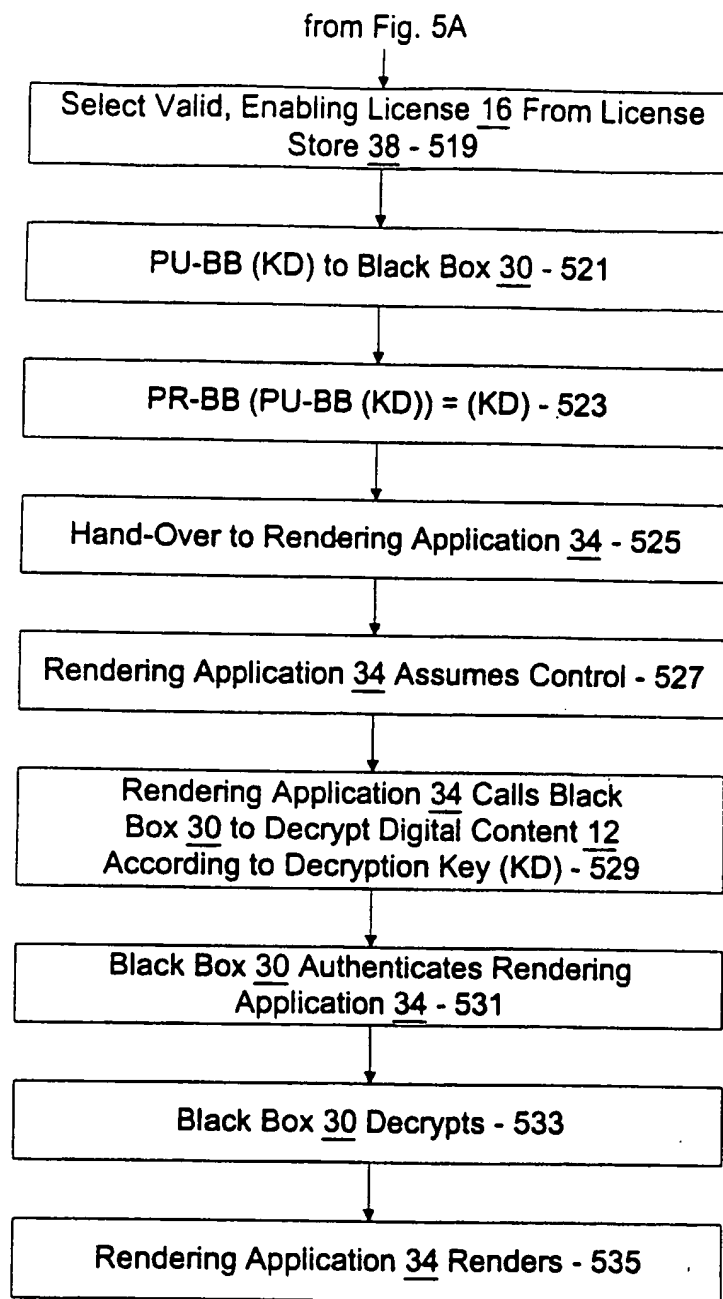 from Fig. 5A
Select Valid, Enabling License 16 From License
Store 38 - 519
PU-BB (KD) to Black Box 30 - 521
PR-BB (PU-BB (KD)) = (KD) - 523
Hand-Over to Rendering Application 34 - 525
Rendering Application 34 Assumes Control - 527
Rendering Application 34 Calls Black
Box 30 to Decrypt Digital Content 12
According to Decryption Key (KD) - 529
Black Box 30 Authenticates Rendering
Application 34 - 531
Black Box 30 Decrypts - 533
Rendering Application 34 Renders - 535